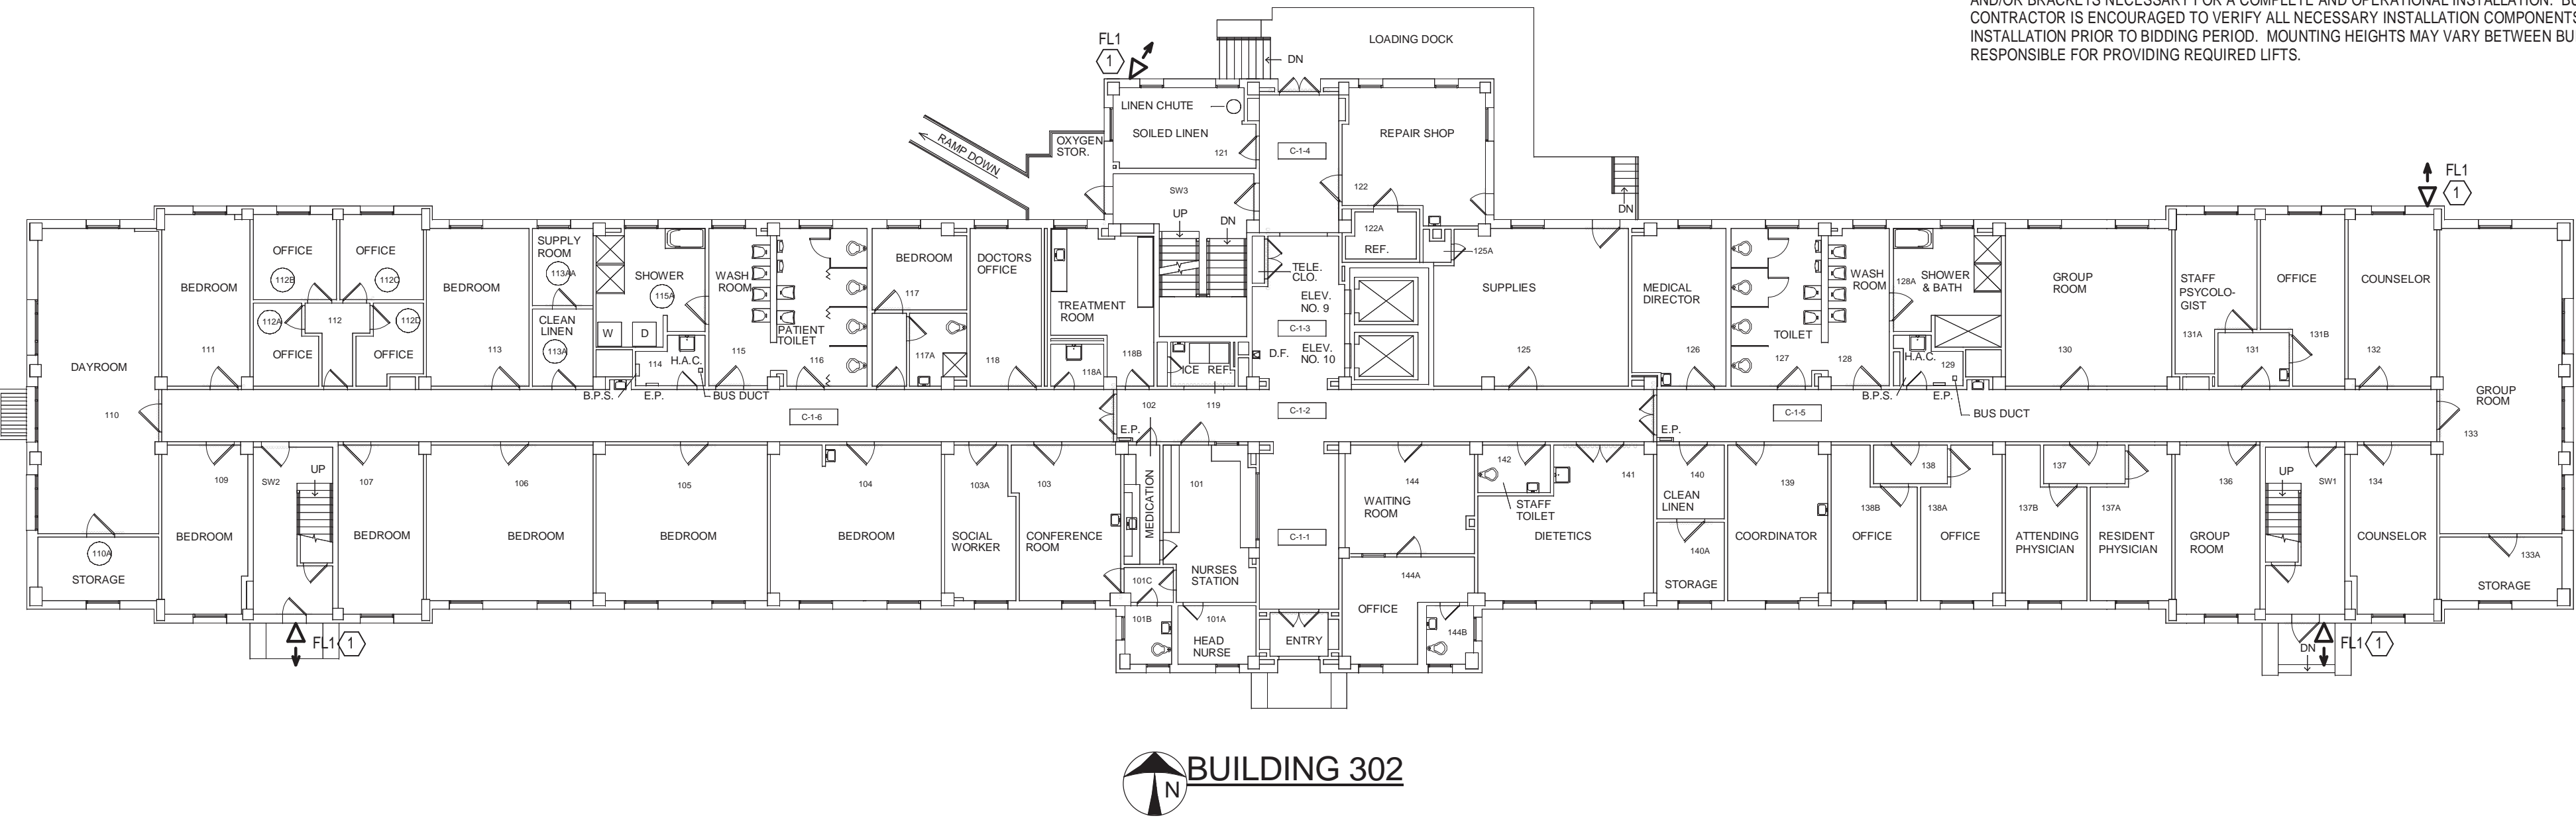 AND/OR BRACKETS NECESSARY FOR A COMPLETE AND OPERATIONAL INSTALLATION.
CONTRACTOR IS ENCOURAGED TO VERIFY ALL NECESSARY INSTALLATION COMPONENTS
INSTALLATION PRIOR TO BIDDING PERIOD. MOUNTING HEIGHTS MAY VARY BETWEEN BU
RESPONSIBLE FOR PROVIDING REQUIRED LIFTS.
LOADING DOCK
FL1
1
DN
LINEN CHUTE
SOILED LINEN
121
C-1-4
REPAIR SHOP
122
OXYGEN
STOR.
RAMP DOWN
SW3
UP
DN
DN
FL1
1
122A
REF.
125A
OFFICE
112B
OFFICE
112C
SUPPLY
ROOM
113AA
SHOWER
115A
WASH
ROOM
BEDROOM
117
DOCTORS
OFFICE
TREATMENT
ROOM
TELE.
CLO.
ELEV.
NO. 9
C-1-3
ELEV.
NO. 10
D.F.
SUPPLIES
MEDICAL
DIRECTOR
TOILET
WASH
ROOM
128A
SHOWER
& BATH
GROUP
ROOM
STAFF
PSYCOLO-
GIST
OFFICE
COUNSELOR
BEDROOM
BEDROOM
112A
112
112D
OFFICE
OFFICE
CLEAN
LINEN
113A
W
D
H.A.C.
PATIENT
TOILET
117A
DAYROOM
111
113
114
115
116
118
118A
118B
ICE
REF.
125
126
127
128
H.A.C.
129
130
131A
131
131B
132
B.P.S.
E.P.
BUS DUCT
B.P.S.
E.P.
BUS DUCT
GROUP
ROOM
110
C-1-6
102
119
C-1-2
C-1-5
133
E.P.
E.P.
109
SW2
UP
107
106
105
104
103A
103
MEDICATION
101
144
142
141
140
139
138
137
136
UP
SW1
134
WAITING
ROOM
STAFF
TOILET
CLEAN
LINEN
138B
138A
137B
137A
BEDROOM
BEDROOM
BEDROOM
BEDROOM
BEDROOM
SOCIAL
WORKER
CONFERENCE
ROOM
C-1-1
DIETETICS
COORDINATOR
OFFICE
OFFICE
ATTENDING
PHYSICIAN
RESIDENT
PHYSICIAN
GROUP
ROOM
COUNSELOR
110A
STORAGE
101C
NURSES
STATION
144A
140A
STORAGE
133A
STORAGE
OFFICE
101B
101A
HEAD
NURSE
ENTRY
144B
FL1
1
DN
FL1
1
BUILDING 302
N